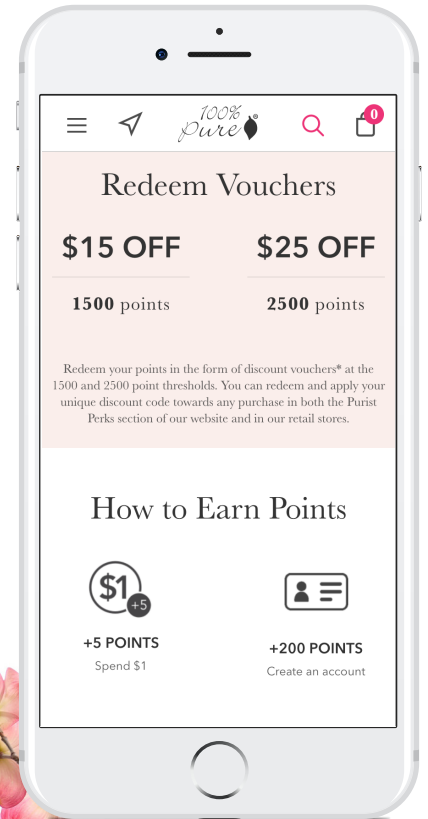 100%
Pure®
0
Redeem Vouchers
$15 OFF
$25 OFF
1500 points
2500 points
Redeem your points in the form of discount vouchers* at the
1500 and 2500 point thresholds. You can redeem and apply your
unique discount code towards any purchase in both the Purist
Perks section of our website and in our retail stores.
How to Earn Points
$1
+5
+5 POINTS
Spend $1
+200 POINTS
Create an account